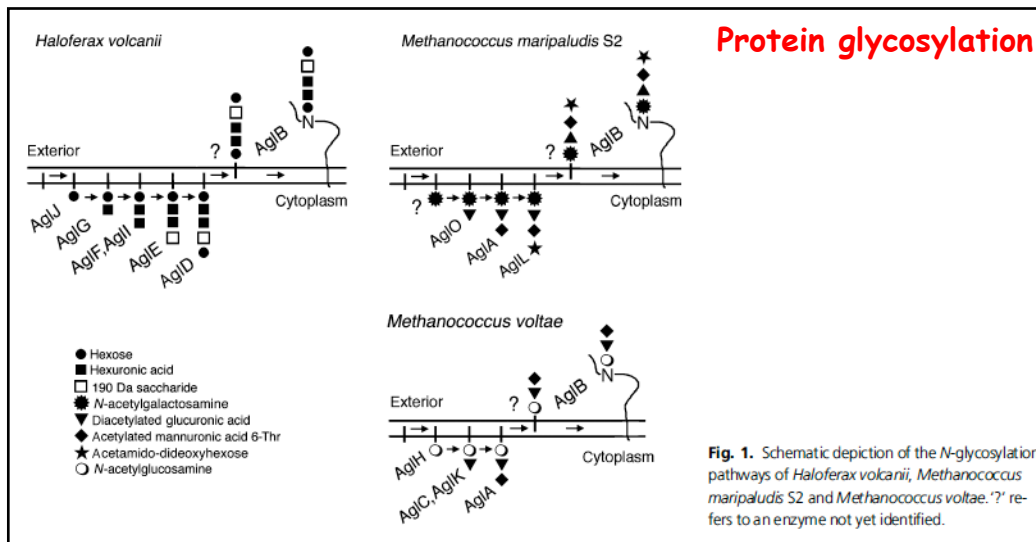 Protein glycosylation
Haloferax volcanii
?
AglB
N
Exterior
Cytoplasm
AglJ
AglG
AglF,AglI
AglE
AglD
Methanococcus maripaludis S2
?
AglB
N
Exterior
Cytoplasm
?
AglO
AglA
AglL
Methanococcus voltae
?
AglB
N
Exterior
Cytoplasm
AglH
AglC, AglK
AglA
Hexose
Hexuronic acid
190 Da saccharide
N-acetylgalactosamine
Diacetylated glucuronic acid
Acetylated mannuronic acid 6-Thr
Acetamido-dideoxyhexose
N-acetylglucosamine
Fig. 1. Schematic depiction of the N-glycosylation
pathways of Haloferax volcanii, Methanococcus
maripaludis S2 and Methanococcus voltae. ‘?’ re-
fers to an enzyme not yet identified.